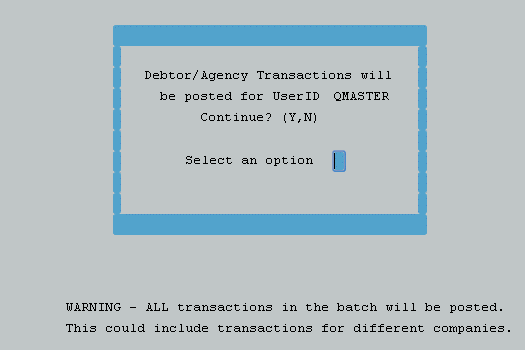 Debtor/Agency Transactions will
be posted for UserID QMASTER
Continue? (Y,N)
Select an option
WARNING - ALL transactions in the batch will be posted.
This could include transactions for different companies.